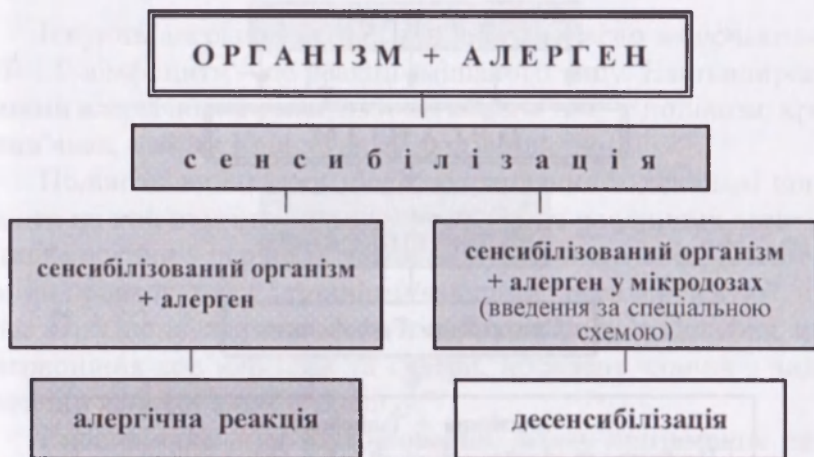 ОРГАНІЗМ + АЛЕРГЕН
сенсибілізація
сенсибілізований організм
+ алерген
сенсибілізований організм
+ алерген у мікродозах
(введення за спеціальною
схемою)
алергічна реакція
десенсибілізація